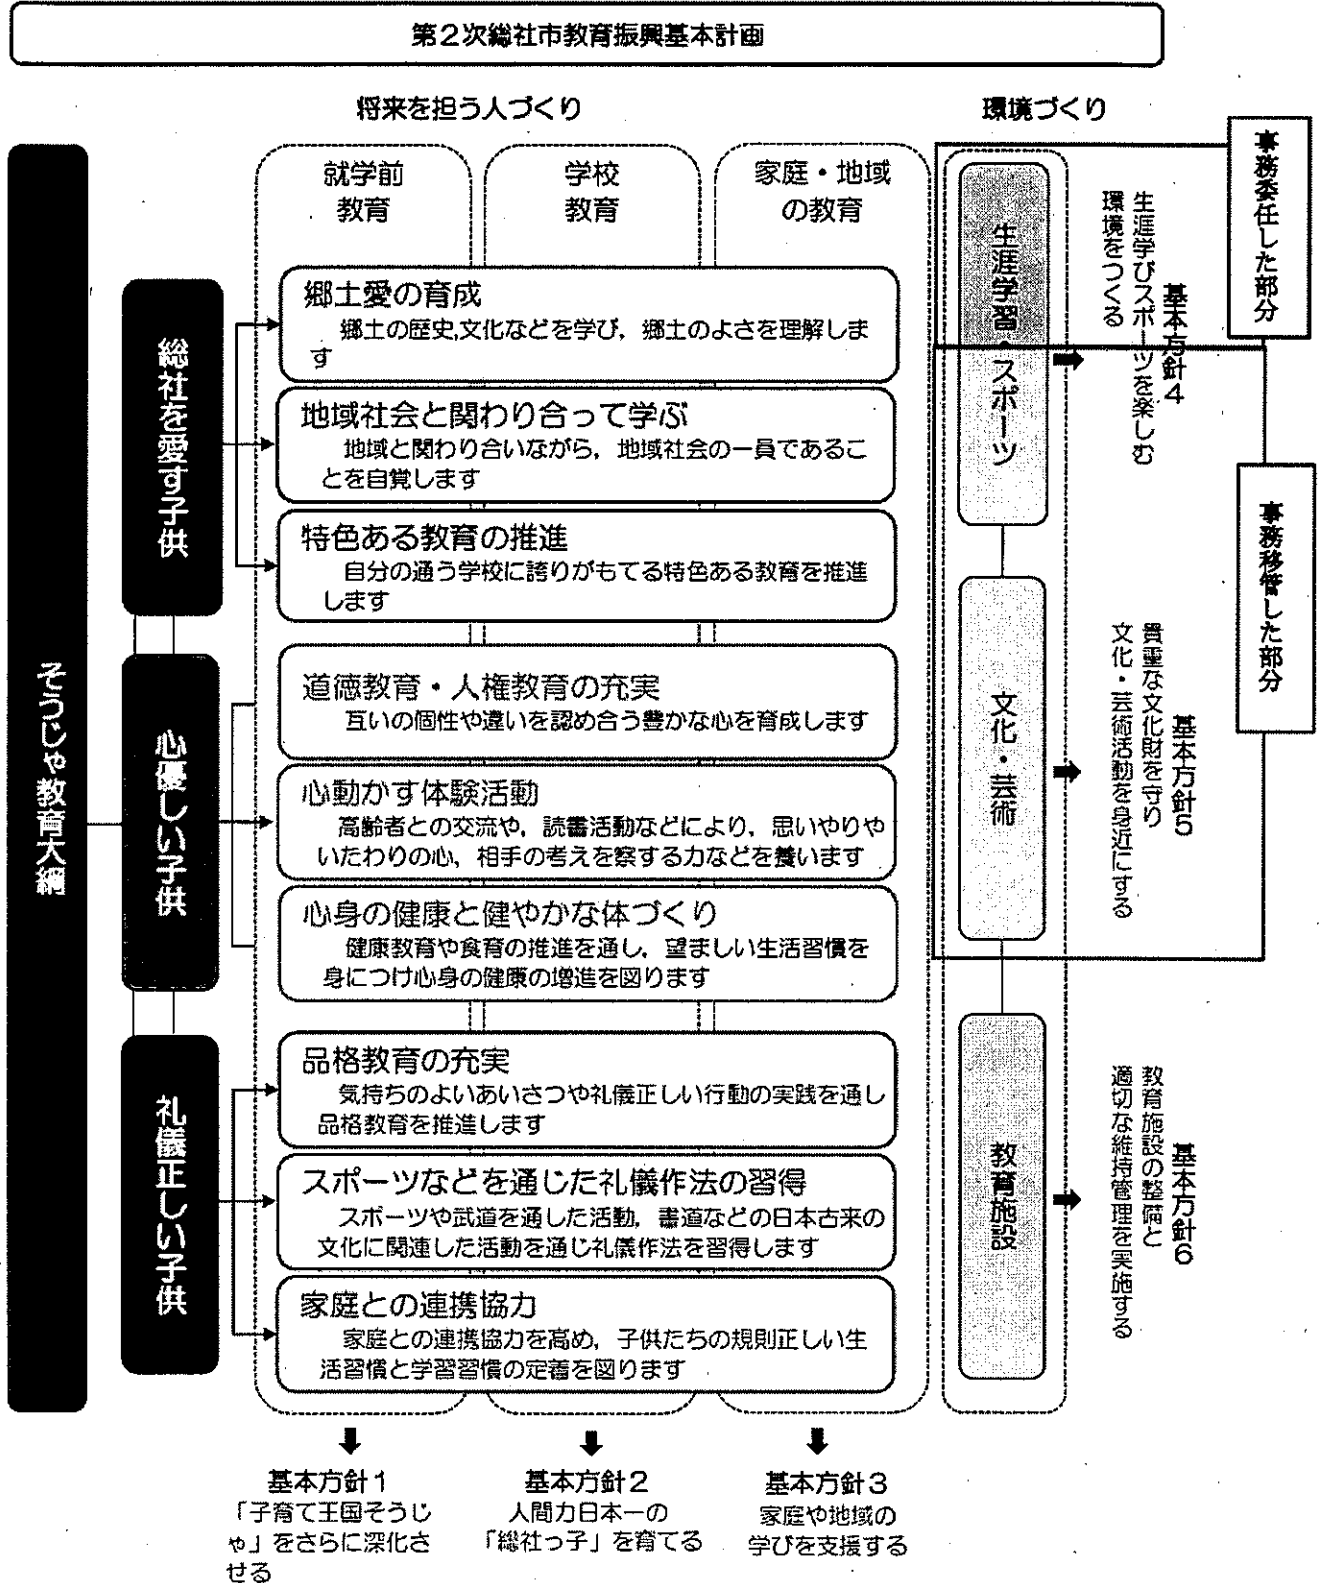 第2次総社市教育振興基本計画
将来を担う人づくり
環境づくり
就学前
教育
学校
教育
家庭・地域
の教育
そうじゃ教育大綱
総社を愛す子供
郷土愛の育成
郷土の歴史,文化などを学び，郷土のよさを理解しま
す
地域社会と関わり合って学ぶ
地域と関わり合いながら，地域社会の一員であるこ
とを自覚します
特色ある教育の推進
自分の通う学校に誇りがもてる特色ある教育を推進
します
心優しい子供
道徳教育・人権教育の充実
互いの個性や違いを認め合う豊かな心を育成します
心動かす体験活動
高齢者との交流や，読書活動などにより，思いやりや
いたわりの心，相手の考えを察する力などを養います
心身の健康と健やかな体づくり
健康教育や食育の推進を通し，望ましい生活習慣を
身につけ心身の健康の増進を図ります
礼儀正しい子供
品格教育の充実
気持ちのよいあいさつや礼儀正しい行動の実践を通し
品格教育を推進します
スポーツなどを通じた礼儀作法の習得
スポーツや武道を通した活動，書道などの日本古来の
文化に関連した活動を通じ礼儀作法を習得します
家庭との連携協力
家庭との連携協力を高め，子供たちの規則正しい生
活習慣と学習習慣の定着を図ります
生涯学習・スポーツ
基本方針4
生涯学びスポーツを楽しむ
環境をつくる
文化・芸術
基本方針5
貴重な文化財を守り
文化・芸術活動を身近にする
教育施設
基本方針6
教育施設の整備と
適切な維持管理を実施する
事務委任した部分
事務移管した部分
基本方針1
「子育て王国そうじ
ゃ」をさらに深化さ
せる
基本方針2
人間力日本一の
「総社っ子」を育てる
基本方針3
家庭や地域の
学びを支援する